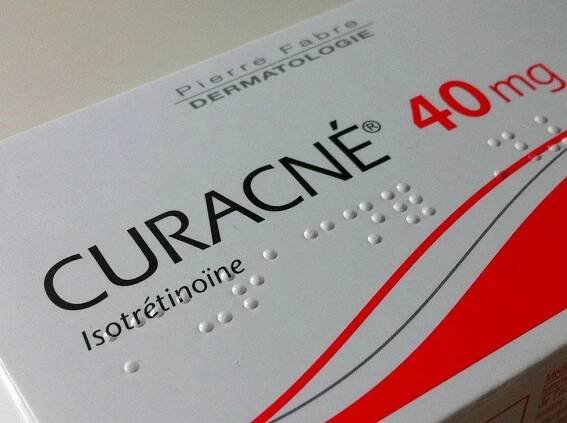 Pierre Fabre
DERMATOLOGIE
CURACNÉ® 40mg
Isotrétinoïne